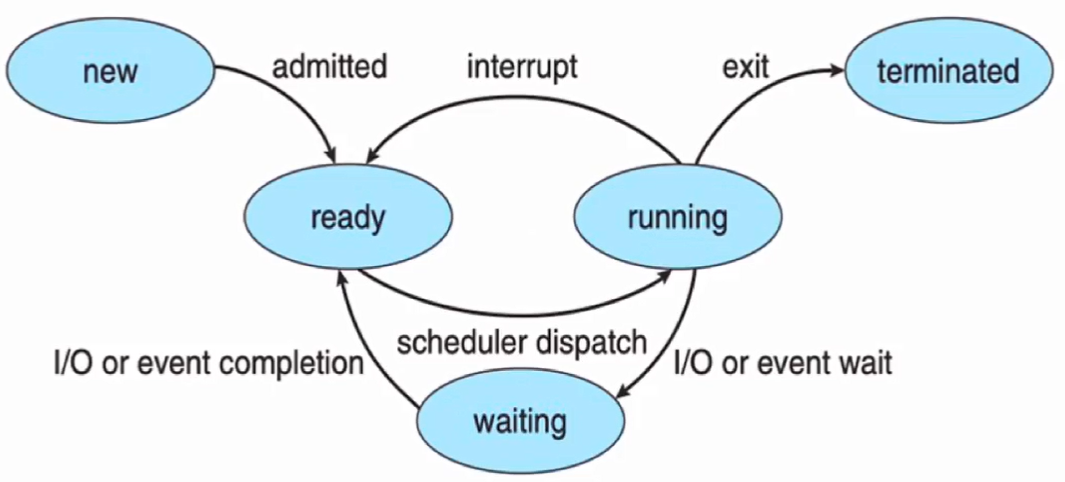 new
admitted
interrupt
exit
terminated
ready
running
scheduler dispatch
I/O or event completion
I/O or event wait
waiting